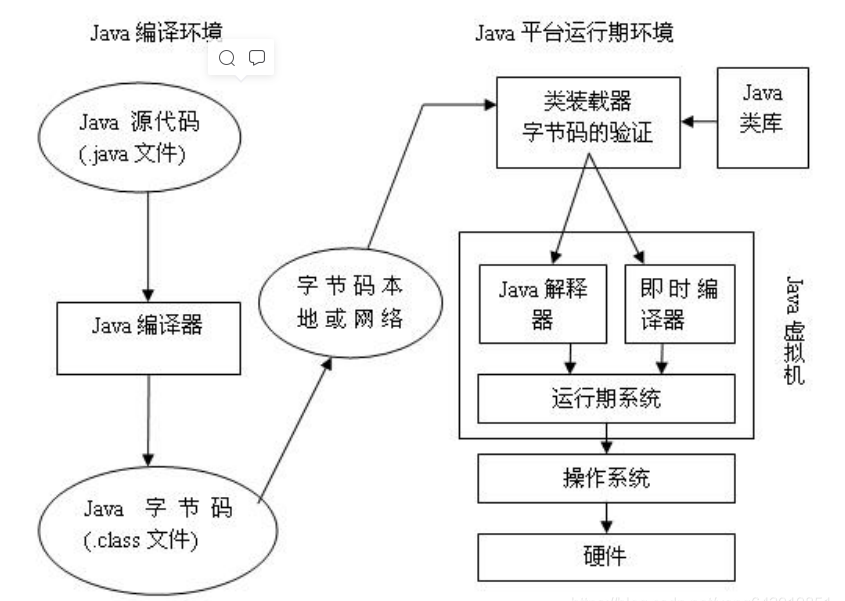 Java 编译环境
Java 平台运行期环境
Java 源代码
(.java 文件)
Java 编译器
Java 字节码
(.class 文件)
字节码本
地或网络
类装载器
字节码的验证
Java
类库
Java 解释
器
即时编
译器
运行期系统
Java 虚拟机
操作系统
硬件